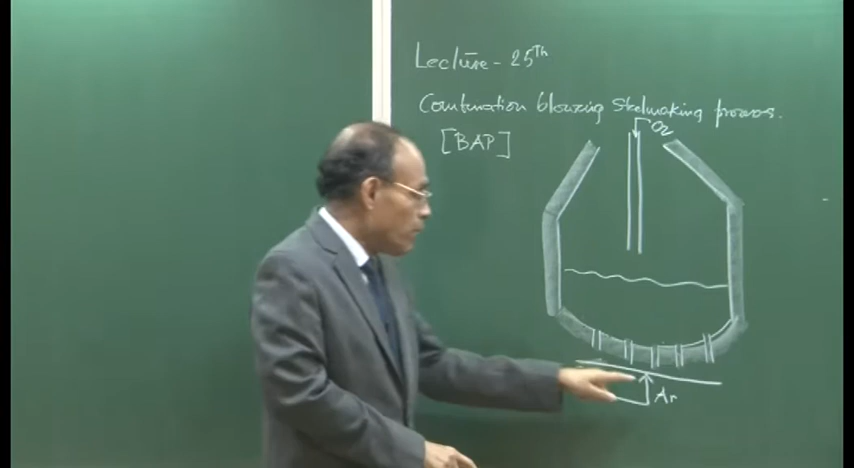 Lecture - 25Th
Combination blowing Steelmaking process.
[BAP]
O2
Ar